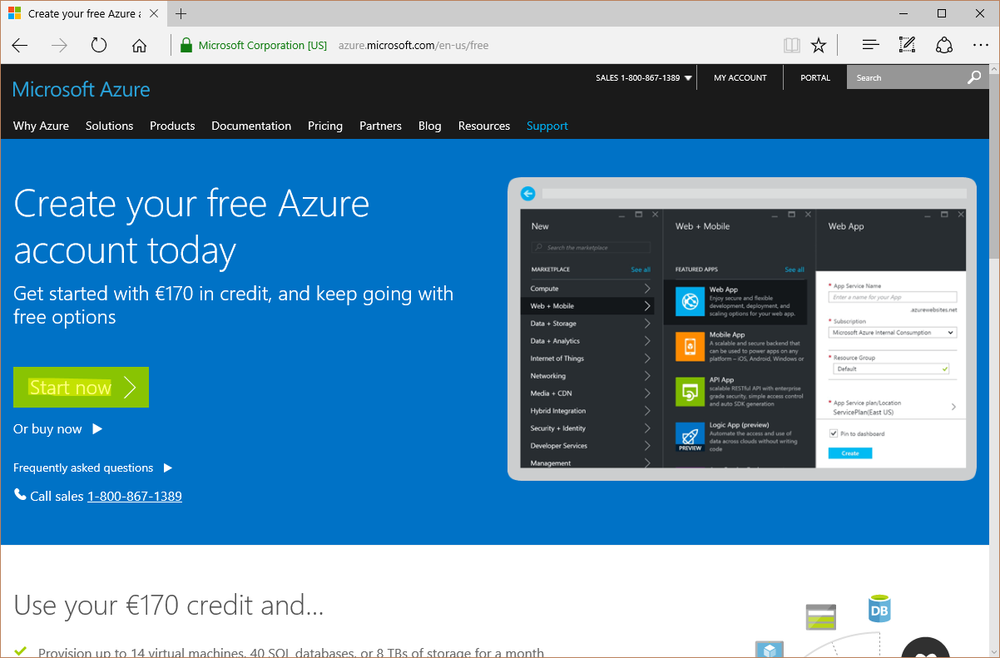 Create your free Azure a
Microsoft Corporation [US] azure.microsoft.com/en-us/free
SALES 1-800-867-1389
MY ACCOUNT
PORTAL
Search
Microsoft Azure
Why Azure Solutions Products Documentation Pricing Partners Blog Resources Support
Create your free Azure
account today
Get started with €170 in credit, and keep going with
free options
Start now
Or buy now
Frequently asked questions
Call sales 1-800-867-1389
New
Search the marketplace
MARKETPLACE See all
Compute
Web + Mobile
Data + Storage
Data + Analytics
Internet of Things
Networking
Media + CDN
Hybrid Integration
Security + Identity
Developer Services
Management
Web + Mobile
FEATURED APPS See all
Web App
Enjoy secure and flexible
development, deployment, and
scaling options for your web app.
Mobile App
A scalable and secure backend that
can be used to power apps on any
platform – iOS, Android, Windows or
API App
scalable RESTful API with enterprise
grade security, simple access control
and auto SDK generation
Logic App (preview)
Automate the access and use of
data across clouds without writing
code
PREVIEW
Web App
* App Service Name
Enter a name for your App
.azurewebsites.net
* Subscription
Microsoft Azure Internal Consumption
* Resource Group
Default
* App Service plan/Location
ServicePlan(East US)
Pin to dashboard
Create
Use your €170 credit and...
Provision up to 14 virtual machines, 40 SQL databases, or 8 TBs of storage for a month
DB